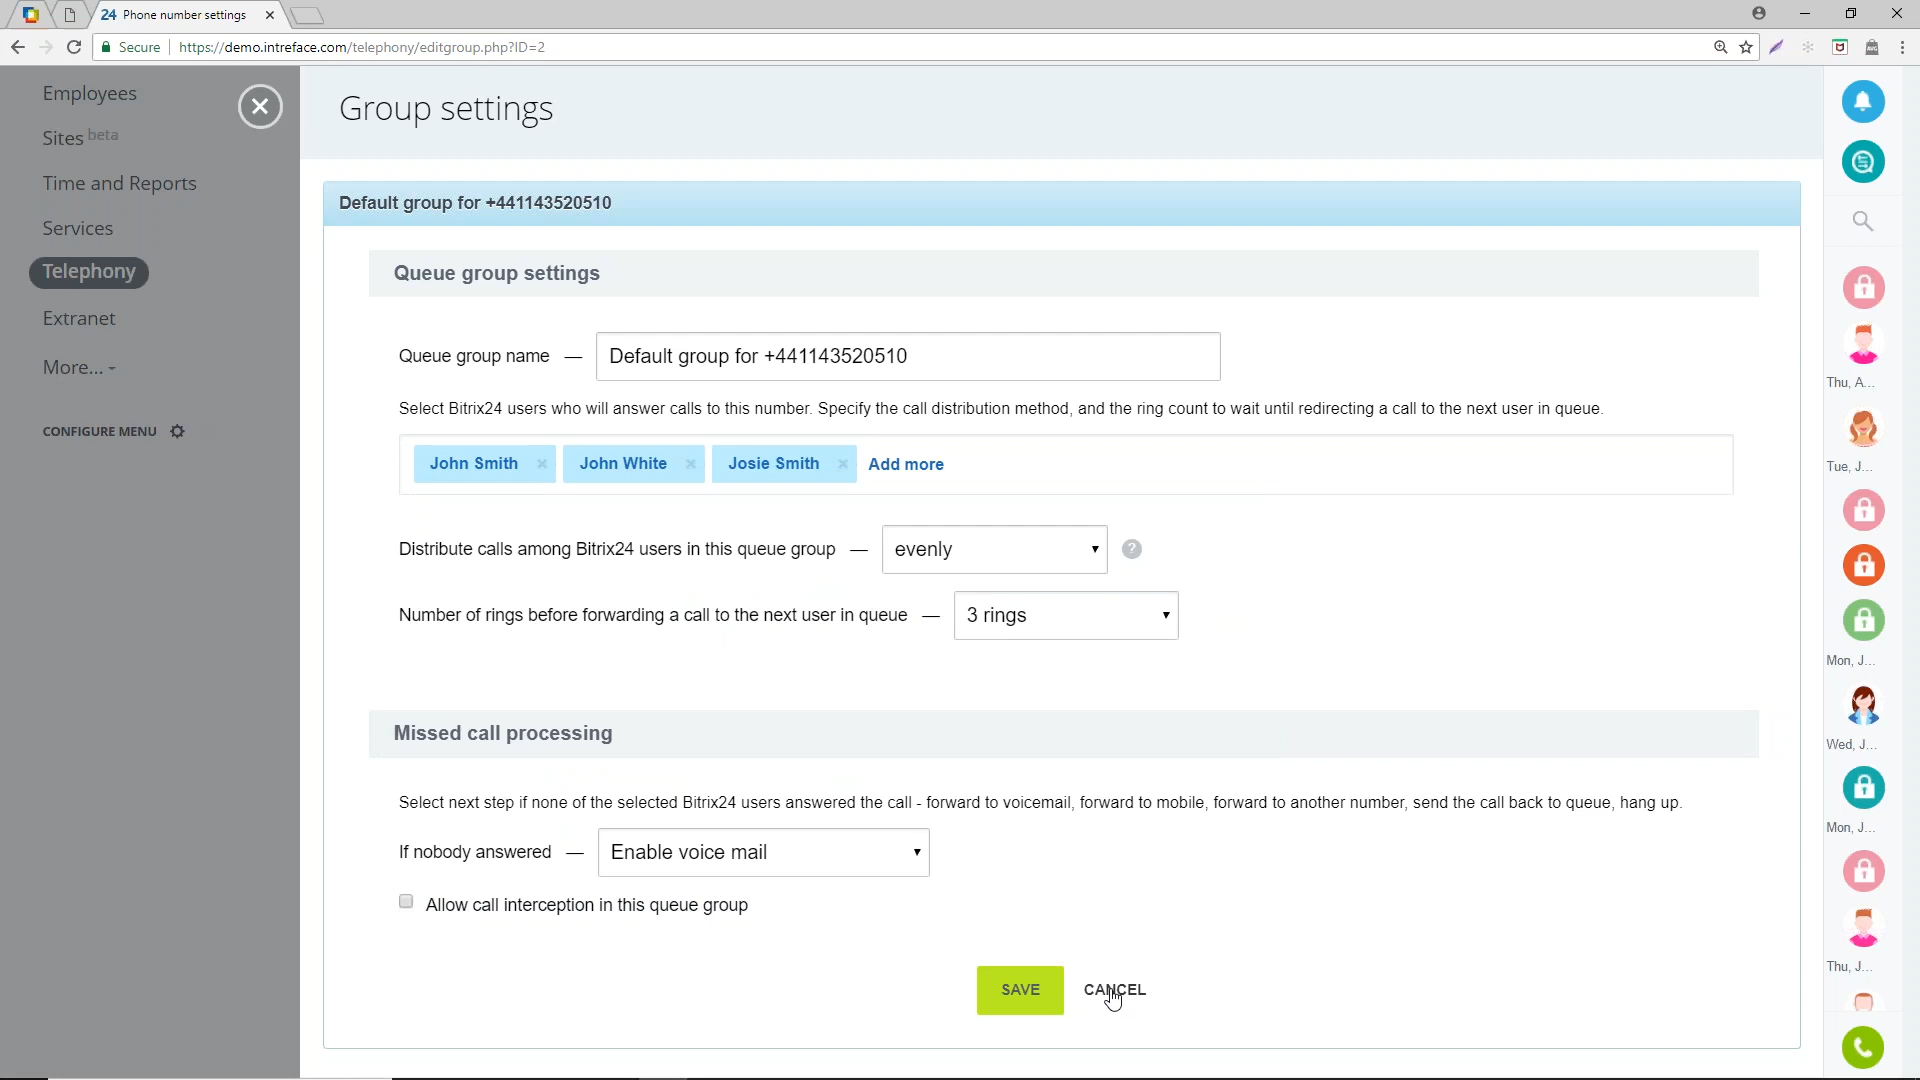 24 Phone number settings
Secure https://demo.intreface.com/telephony/editgroup.php?ID=2
Employees
Sites beta
Time and Reports
Services
Telephony
Extranet
More...
CONFIGURE MENU
Group settings
Default group for +441143520510
Queue group settings
Queue group name — Default group for +441143520510
Select Bitrix24 users who will answer calls to this number. Specify the call distribution method, and the ring count to wait until redirecting a call to the next user in queue.
John Smith × John White × Josie Smith × Add more
Distribute calls among Bitrix24 users in this queue group — evenly ?
Number of rings before forwarding a call to the next user in queue — 3 rings
Missed call processing
Select next step if none of the selected Bitrix24 users answered the call - forward to voicemail, forward to mobile, forward to another number, send the call back to queue, hang up.
If nobody answered — Enable voice mail
Allow call interception in this queue group
SAVE CANCEL
Thu, A...
Tue, J...
Mon, J...
Wed, J...
Mon, J...
Thu, J...